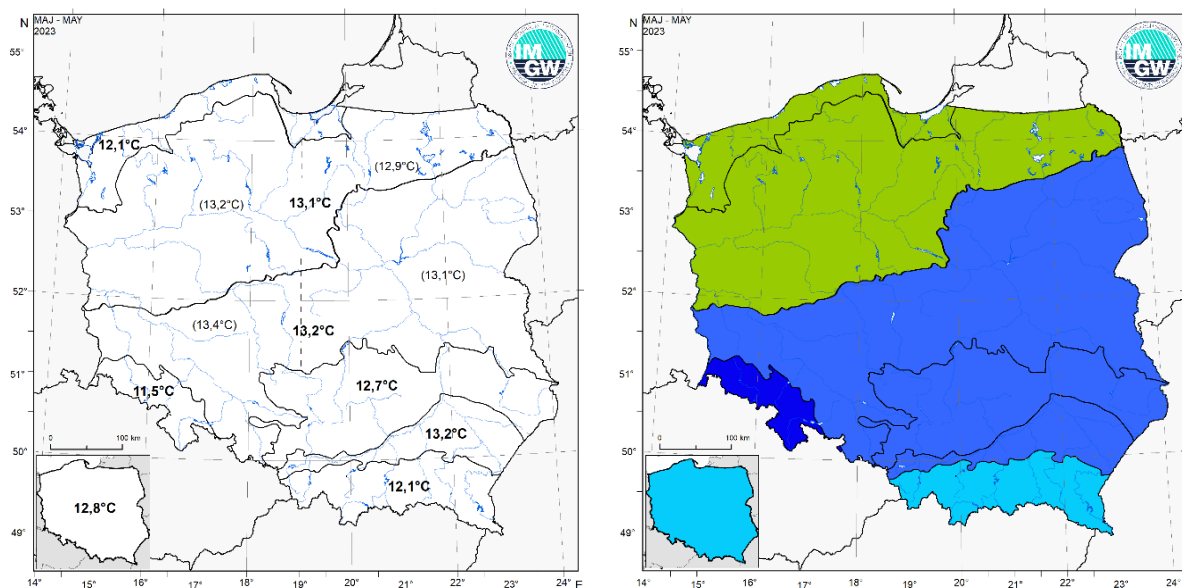 N
MAJ - MAY
2023
IM
GW
55°
54°
12,1°C
(12,9°C)
53°
(13,2°C)
13,1°C
(13,1°C)
52°
(13,4°C)
13,2°C
51°
11,5°C
12,7°C
13,2°C
0
100 km
50°
12,1°C
12,8°C
49°
14°
15°
16°
17°
18°
19°
20°
21°
22°
23°
E
24°
N
MAJ - MAY
2023
IM
GW
55°
54°
53°
52°
51°
0
100 km
50°
49°
14°
15°
16°
17°
18°
19°
20°
21°
22°
23°
E
24°